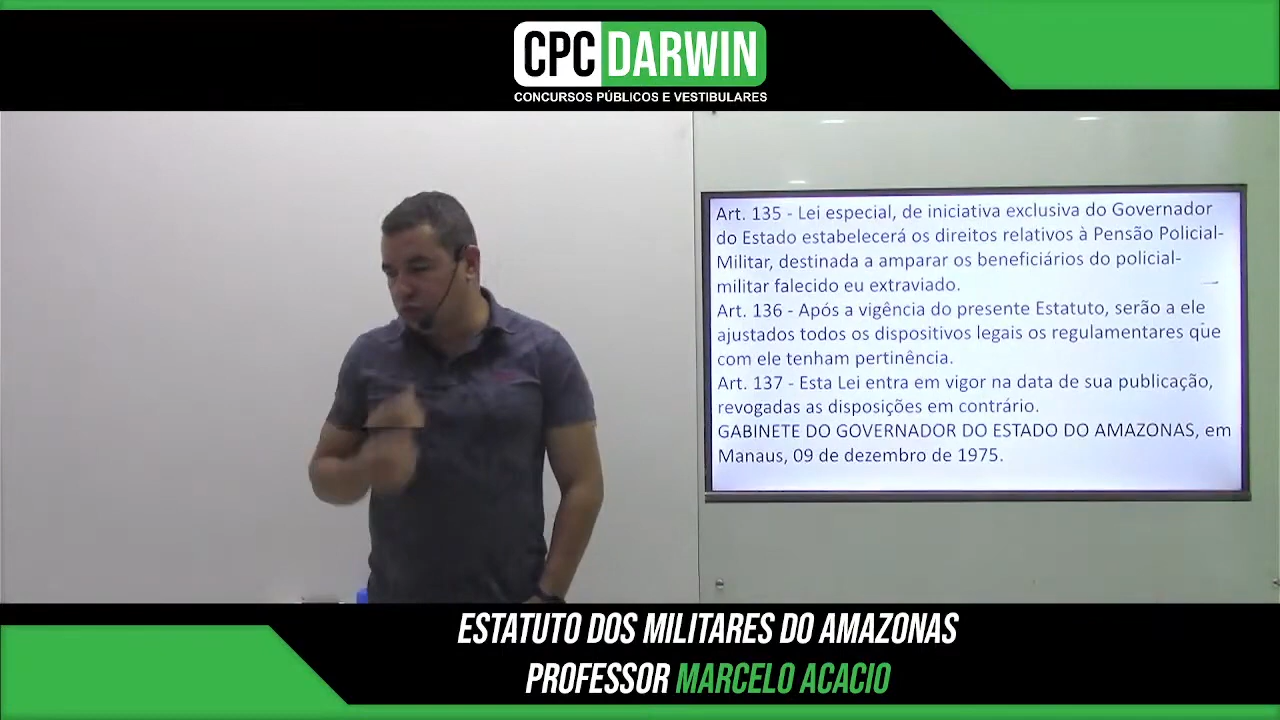 CPC DARWIN
CONCURSOS PÚBLICOS E VESTIBULARES
Art. 135 - Lei especial, de iniciativa exclusiva do Governador
do Estado estabelecerá os direitos relativos à Pensão Policial-
Militar, destinada a amparar os beneficiários do policial-
militar falecido eu extraviado.
Art. 136 - Após a vigência do presente Estatuto, serão a ele
ajustados todos os dispositivos legais os regulamentares que
com ele tenham pertinência.
Art. 137 - Esta Lei entra em vigor na data de sua publicação,
revogadas as disposições em contrário.
GABINETE DO GOVERNADOR DO ESTADO DO AMAZONAS, em
Manaus, 09 de dezembro de 1975.
ESTATUTO DOS MILITARES DO AMAZONAS
PROFESSOR MARCELO ACACIO